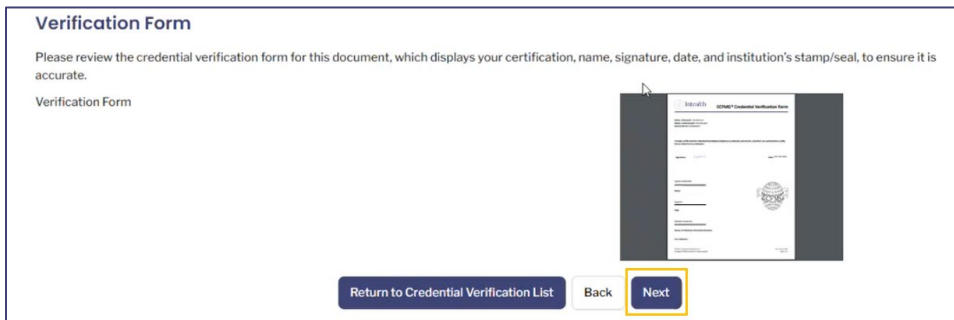 Verification Form
Please review the credential verification form for this document, which displays your certification, name, signature, date, and institution's stamp/seal, to ensure it is
accurate.
Verification Form
Intealth
ECFMG® Credential Verification Form
Return to Credential Verification List
Back
Next